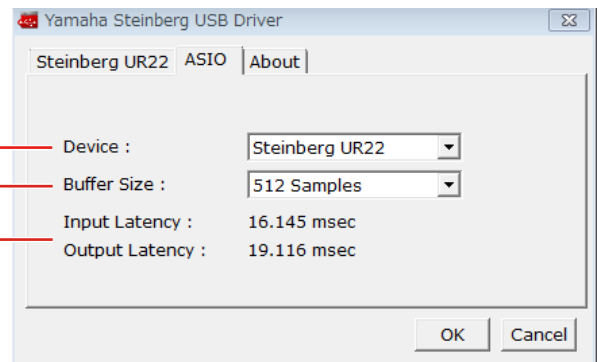 Yamaha Steinberg USB Driver
Steinberg UR22 ASIO About
Device : Steinberg UR22
Buffer Size : 512 Samples
Input Latency : 16.145 msec
Output Latency : 19.116 msec
OK Cancel